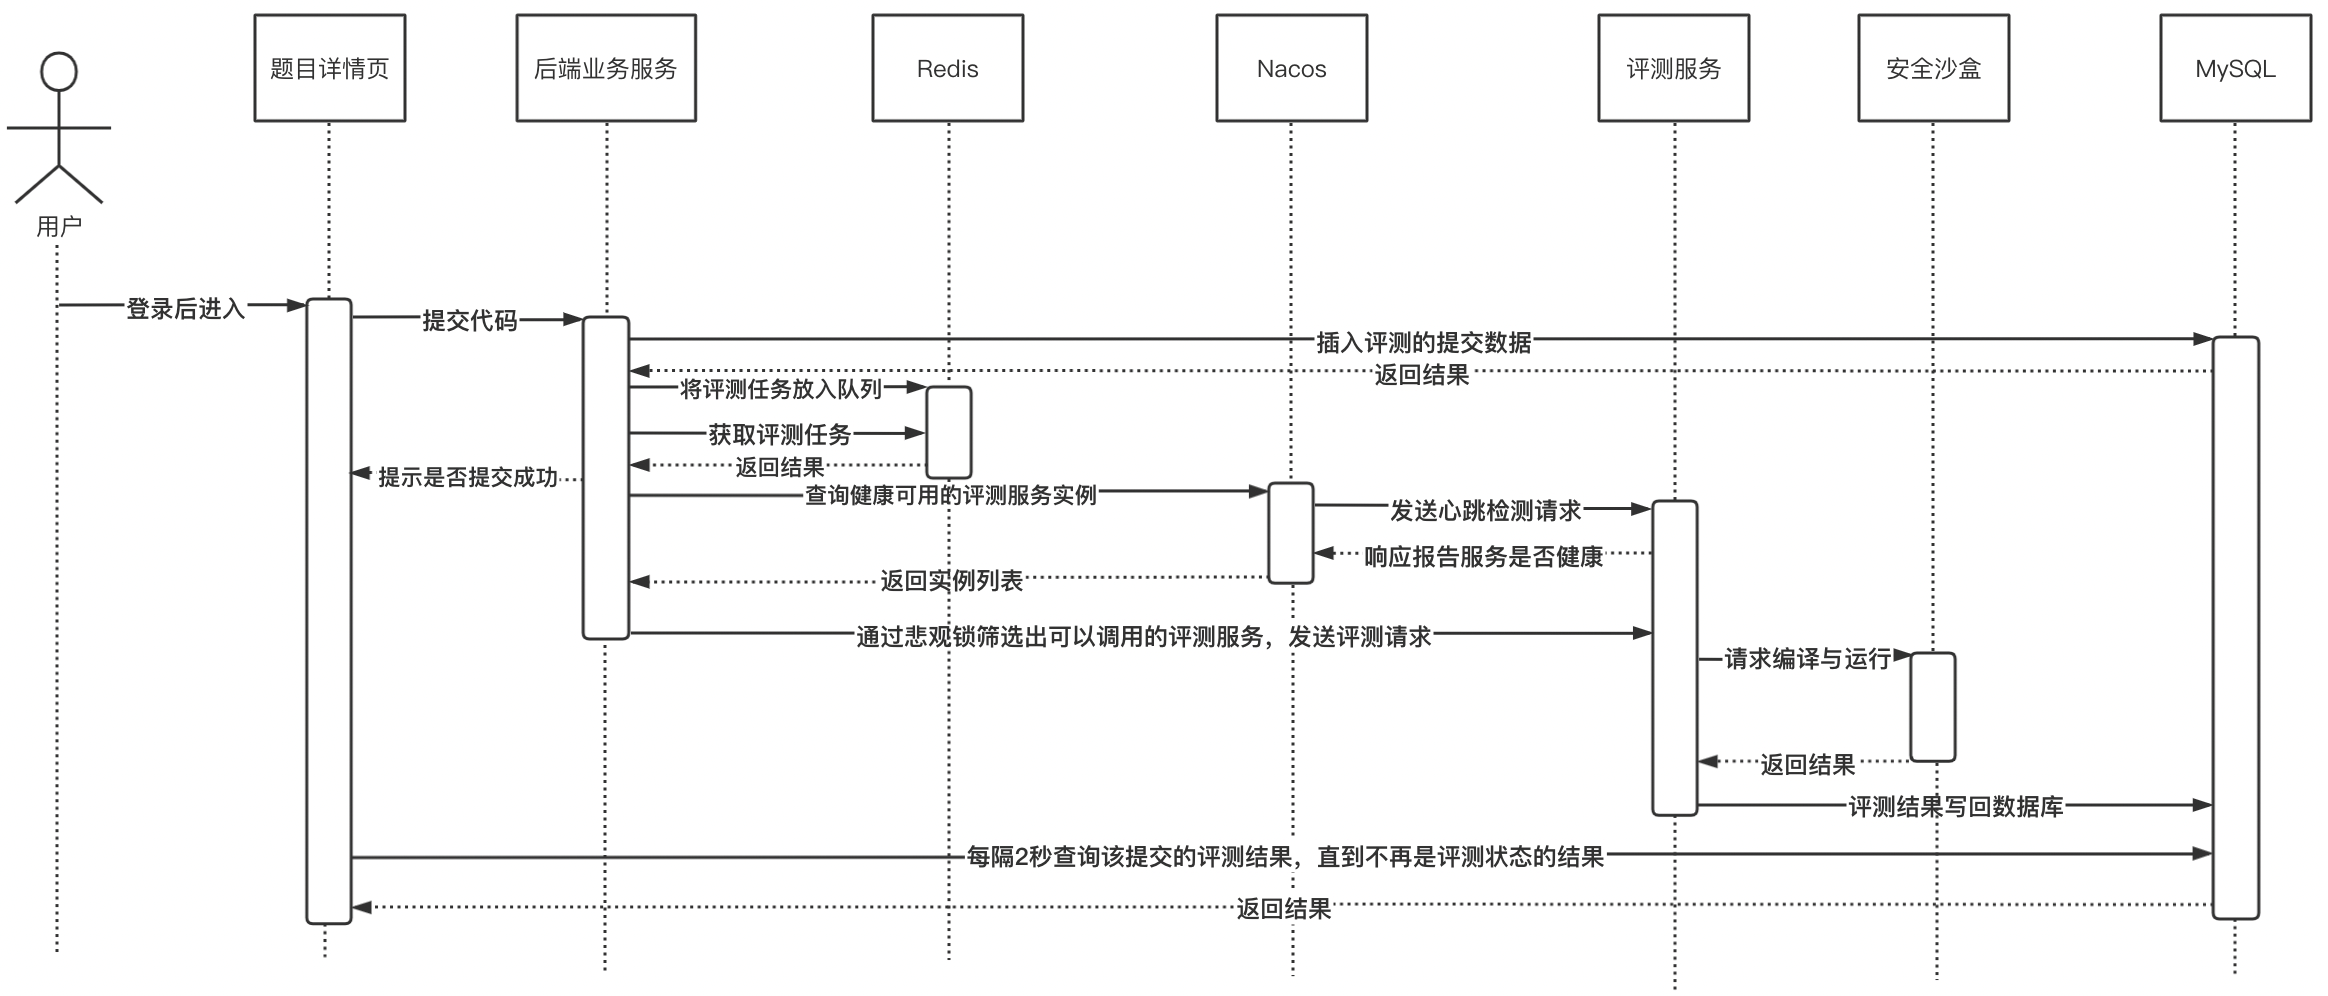 题目详情页
后端业务服务
Redis
Nacos
评测服务
安全沙盒
MySQL
用户
登录后进入
提交代码
插入评测的提交数据
返回结果
将评测任务放入队列
获取评测任务
返回结果
提示是否提交成功
查询健康可用的评测服务实例
发送心跳检测请求
响应报告服务是否健康
返回实例列表
通过悲观锁筛选出可以调用的评测服务，发送评测请求
请求编译与运行
返回结果
评测结果写回数据库
每隔2秒查询该提交的评测结果，直到不再是评测状态的结果
返回结果